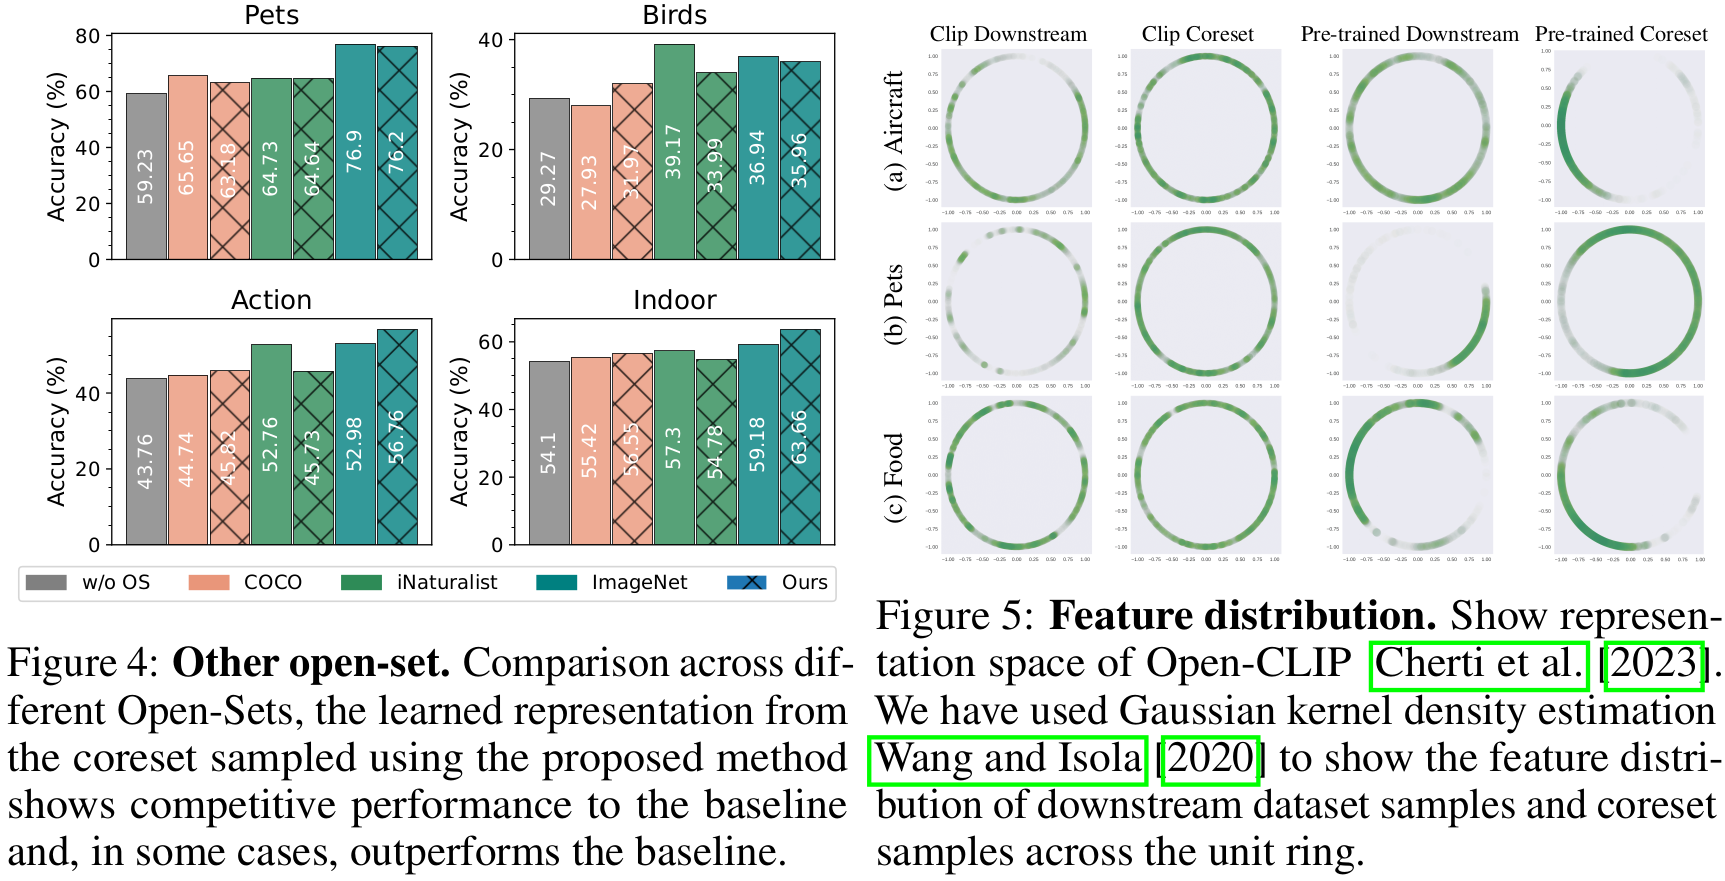 Pets
Accuracy (%)
80
60
40
20
0
59.23
65.65
63.18
64.73
64.64
76.9
76.2
Birds
Accuracy (%)
40
20
0
29.27
27.93
31.97
39.17
33.99
36.94
35.96
Action
Accuracy (%)
40
20
0
43.76
44.74
45.82
52.76
45.73
52.98
56.76
Indoor
Accuracy (%)
60
40
20
0
54.1
55.42
56.55
57.3
54.78
59.18
63.66
w/o OS COCO iNaturalist ImageNet Ours
Figure 4: Other open-set. Comparison across dif-
ferent Open-Sets, the learned representation from
the coreset sampled using the proposed method
shows competitive performance to the baseline
and, in some cases, outperforms the baseline.
Clip Downstream Clip Coreset Pre-trained Downstream Pre-trained Coreset
(a) Aircraft
(b) Pets
(c) Food
Figure 5: Feature distribution. Show represen-
tation space of Open-CLIP Cherti et al. [2023].
We have used Gaussian kernel density estimation
Wang and Isola [2020] to show the feature distri-
bution of downstream dataset samples and coreset
samples across the unit ring.